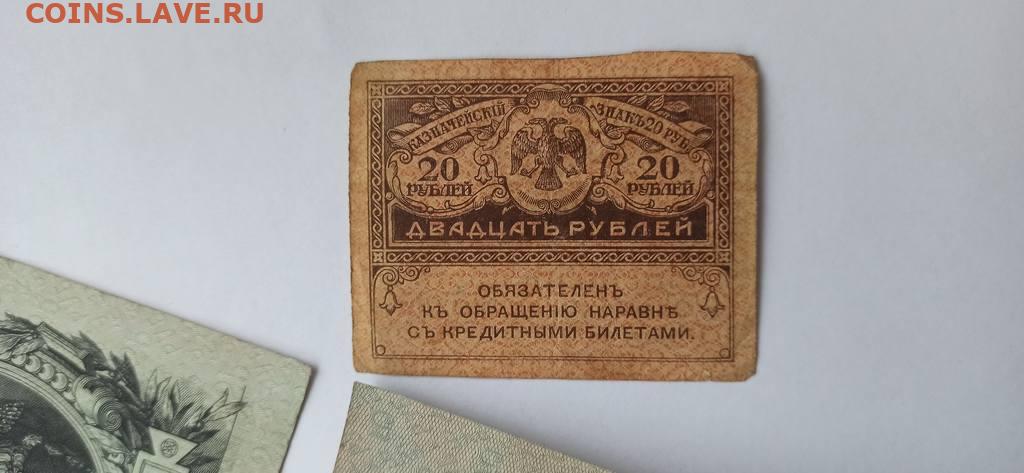 COINS.LAVE.RU
КАЗНАЧЕЙСКІЙ ЗНАКЪ 20 РУБ.
20 20
РУБЛЕЙ РУБЛЕЙ
ДВАДЦАТЬ РУБЛЕЙ
ОБЯЗАТЕЛЕНЪ
КЪ ОБРАЩЕНІЮ НАРАВНѢ
СЪ КРЕДИТНЫМИ БИЛЕТАМИ.